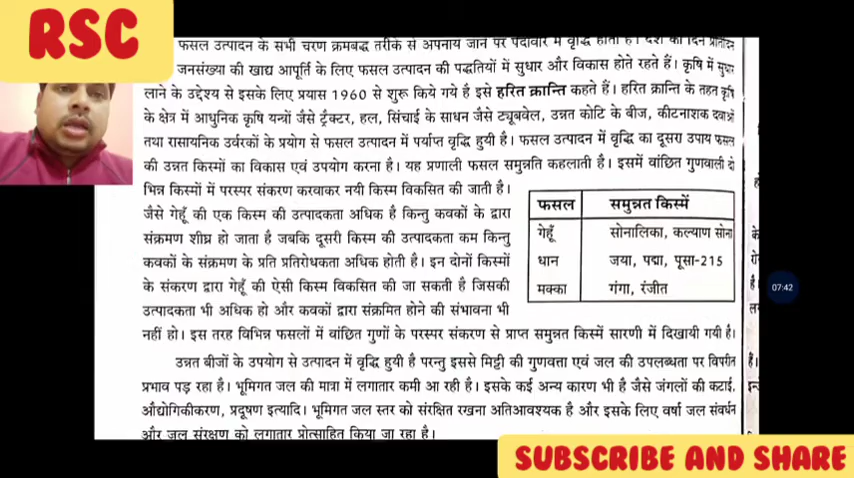 RSC
फसल उत्पादन के सभी चरण क्रमबद्ध तरीके से अपनाय जाने पर पैदावार में वृद्धि होती है। देश की दिन प्रतिदिन
जनसंख्या की खाद्य आपूर्ति के लिए फसल उत्पादन की पद्धतियों में सुधार और विकास होते रहते हैं। कृषि में सुधार
लाने के उद्देश्य से इसके लिए प्रयास 1960 से शुरू किये गये है इसे हरित क्रान्ति कहते हैं। हरित क्रान्ति के तहत कृषि
के क्षेत्र में आधुनिक कृषि यन्त्रों जैसे ट्रैक्टर, हल, सिंचाई के साधन जैसे ट्यूबवेल, उन्नत कोटि के बीज, कीटनाशक दवाओं
तथा रासायनिक उर्वरकों के प्रयोग से फसल उत्पादन में पर्याप्त वृद्धि हुयी है। फसल उत्पादन में वृद्धि का दूसरा उपाय फसल
की उन्नत किस्मों का विकास एवं उपयोग करना है। यह प्रणाली फसल समुन्नति कहलाती है। इसमें वांछित गुणवाली दो
भिन्न किस्मों में परस्पर संकरण करवाकर नयी किस्म विकसित की जाती है।
जैसे गेहूँ की एक किस्म की उत्पादकता अधिक है किन्तु कवकों के द्वारा
संक्रमण शीघ्र हो जाता है जबकि दूसरी किस्म की उत्पादकता कम किन्तु
कवकों के संक्रमण के प्रति प्रतिरोधकता अधिक होती है। इन दोनों किस्मों
के संकरण द्वारा गेहूँ की ऐसी किस्म विकसित की जा सकती है जिसकी
उत्पादकता भी अधिक हो और कवकों द्वारा संक्रमित होने की संभावना भी
नहीं हो। इस तरह विभिन्न फसलों में वांछित गुणों के परस्पर संकरण से प्राप्त समुन्नत किस्में सारणी में दिखायी गयी है।
फसल समुन्नत किस्में
गेहूँ सोनालिका, कल्याण सोना
धान जया, पद्मा, पूसा-215
मक्का गंगा, रंजीत
उन्नत बीजों के उपयोग से उत्पादन में वृद्धि हुयी है परन्तु इससे मिट्टी की गुणवत्ता एवं जल की उपलब्धता पर विपरीत
प्रभाव पड़ रहा है। भूमिगत जल की मात्रा में लगातार कमी आ रही है। इसके कई अन्य कारण भी है जैसे जंगलों की कटाई,
औद्योगिकीकरण, प्रदूषण इत्यादि। भूमिगत जल स्तर को संरक्षित रखना अतिआवश्यक है और इसके लिए वर्षा जल संवर्धन
और जल संरक्षण को लगातार प्रोत्साहित किया जा रहा है।
07:42
SUBSCRIBE AND SHARE